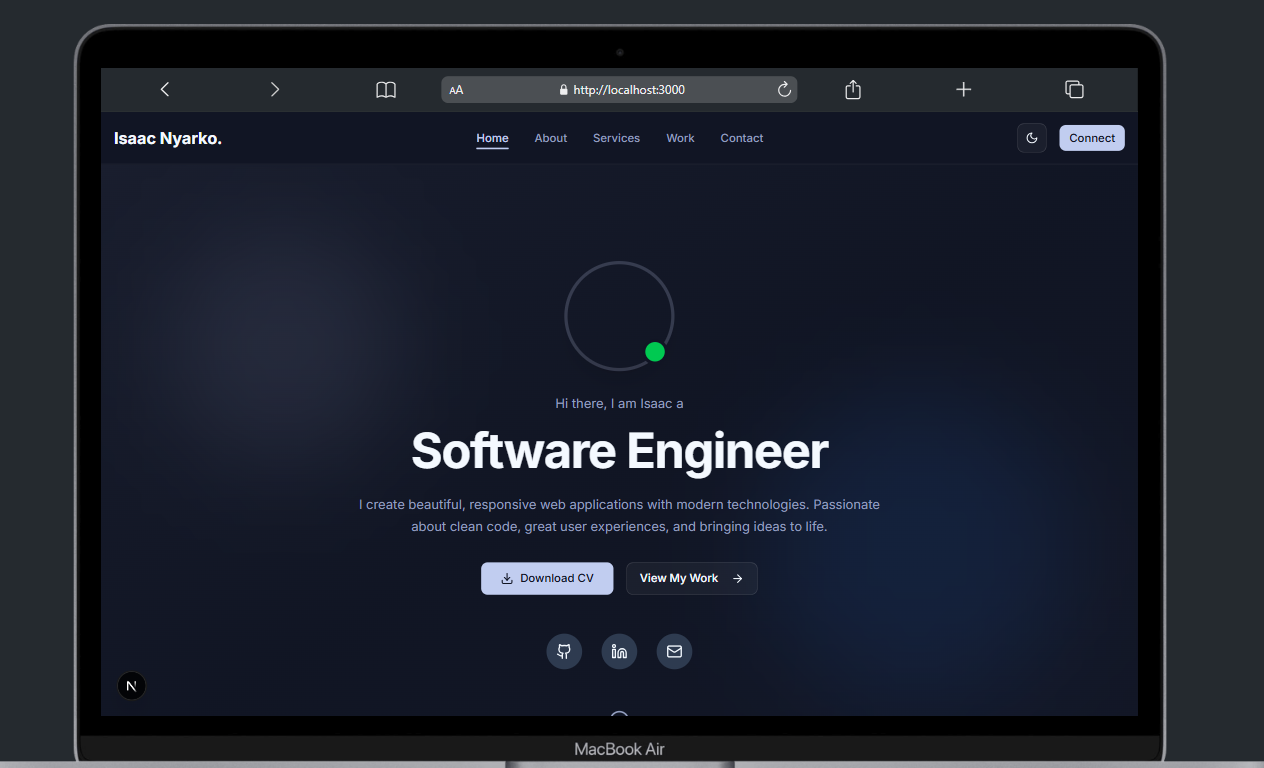 AA http://localhost:3000
Isaac Nyarko.
Home About Services Work Contact
Connect
Hi there, I am Isaac a
Software Engineer
I create beautiful, responsive web applications with modern technologies. Passionate
about clean code, great user experiences, and bringing ideas to life.
Download CV
View My Work
in
N
MacBook Air